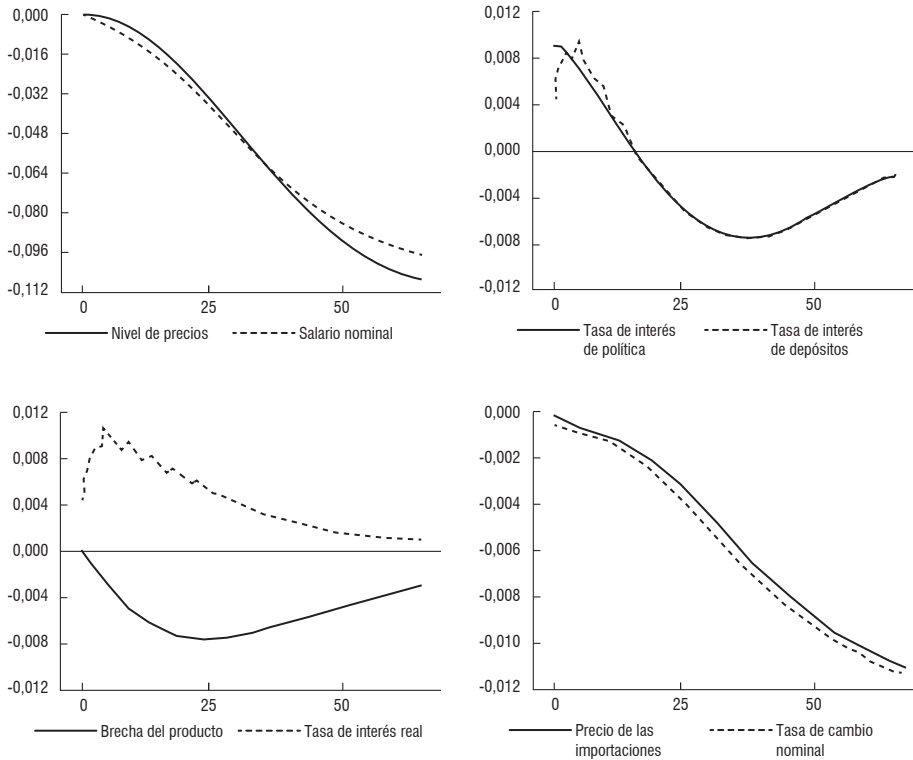 0,000
-0,016
-0,032
-0,048
-0,064
-0,080
-0,096
-0,112
0 25 50
Nivel de precios Salario nominal
0,012
0,008
0,004
0,000
-0,004
-0,008
-0,012
0 25 50
Tasa de interés Tasa de interés
de política de depósitos
0,012
0,008
0,004
0,000
-0,004
-0,008
-0,012
0 25 50
Brecha del producto Tasa de interés real
0,000
-0,002
-0,004
-0,006
-0,008
-0,010
-0,012
0 25 50
Precio de las Tasa de cambio
importaciones nominal